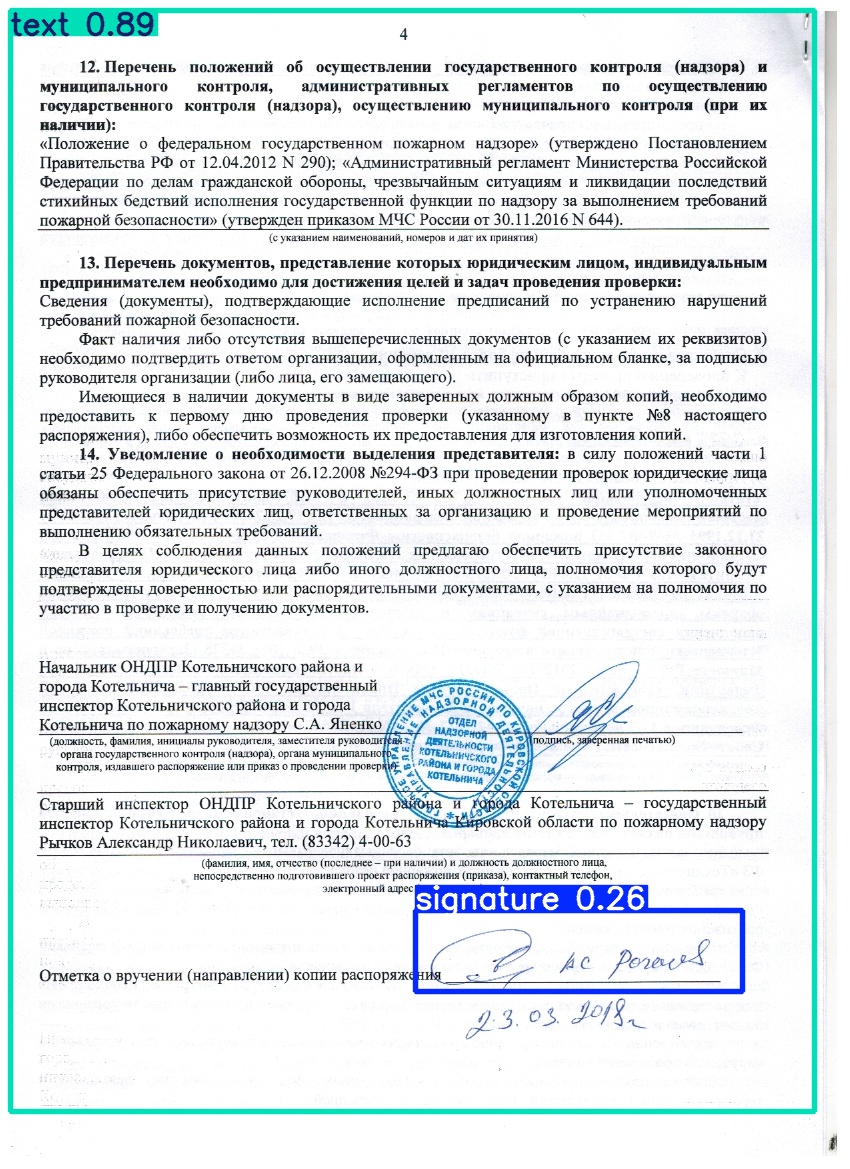 text 0.89
4
12. Перечень положений об осуществлении государственного контроля (надзора) и
муниципального контроля, административных регламентов по осуществлению
государственного контроля (надзора), осуществлению муниципального контроля (при их
наличии):
«Положение о федеральном государственном пожарном надзоре» (утверждено Постановлением
Правительства РФ от 12.04.2012 N 290); «Административный регламент Министерства Российской
Федерации по делам гражданской обороны, чрезвычайным ситуациям и ликвидации последствий
стихийных бедствий исполнения государственной функции по надзору за выполнением требований
пожарной безопасности» (утвержден приказом МЧС России от 30.11.2016 N 644).
(с указанием наименований, номеров и дат их принятия)
13. Перечень документов, представление которых юридическим лицом, индивидуальным
предпринимателем необходимо для достижения целей и задач проведения проверки:
Сведения (документы), подтверждающие исполнение предписаний по устранению нарушений
требований пожарной безопасности.
Факт наличия либо отсутствия вышеперечисленных документов (с указанием их реквизитов)
необходимо подтвердить ответом организации, оформленным на официальном бланке, за подписью
руководителя организации (либо лица, его замещающего).
Имеющиеся в наличии документы в виде заверенных должным образом копий, необходимо
предоставить к первому дню проведения проверки (указанному в пункте №8 настоящего
распоряжения), либо обеспечить возможность их предоставления для изготовления копий.
14. Уведомление о необходимости выделения представителя: в силу положений части 1
статьи 25 Федерального закона от 26.12.2008 №294-ФЗ при проведении проверок юридические лица
обязаны обеспечить присутствие руководителей, иных должностных лиц или уполномоченных
представителей юридических лиц, ответственных за организацию и проведение мероприятий по
выполнению обязательных требований.
В целях соблюдения данных положений предлагаю обеспечить присутствие законного
представителя юридического лица либо иного должностного лица, полномочия которого будут
подтверждены доверенностью или распорядительными документами, с указанием на полномочия по
участию в проверке и получению документов.
Начальник ОНДПР Котельничского района и
города Котельнича – главный государственный
инспектор Котельничского района и города
Котельнича по пожарному надзору С.А. Яненко
(должность, фамилия, инициалы руководителя, заместителя руководителя
органа государственного контроля (надзора), органа муниципального
контроля, издавшего распоряжение или приказ о проведении проверки)
(подпись, заверенная печатью)
ОТДЕЛ
НАДЗОРНОЙ
ДЕЯТЕЛЬНОСТИ
КОТЕЛЬНИЧСКОГО
РАЙОНА И ГОРОДА
КОТЕЛЬНИЧА
Старший инспектор ОНДПР Котельничского района и города Котельнича – государственный
инспектор Котельничского района и города Котельнича Кировской области по пожарному надзору
Рычков Александр Николаевич, тел. (83342) 4-00-63
(фамилия, имя, отчество (последнее – при наличии) и должность должностного лица,
непосредственно подготовившего проект распоряжения (приказа), контактный телефон,
электронный адрес
signature 0.26
Отметка о вручении (направлении) копии распоряжения
23.03.2018г